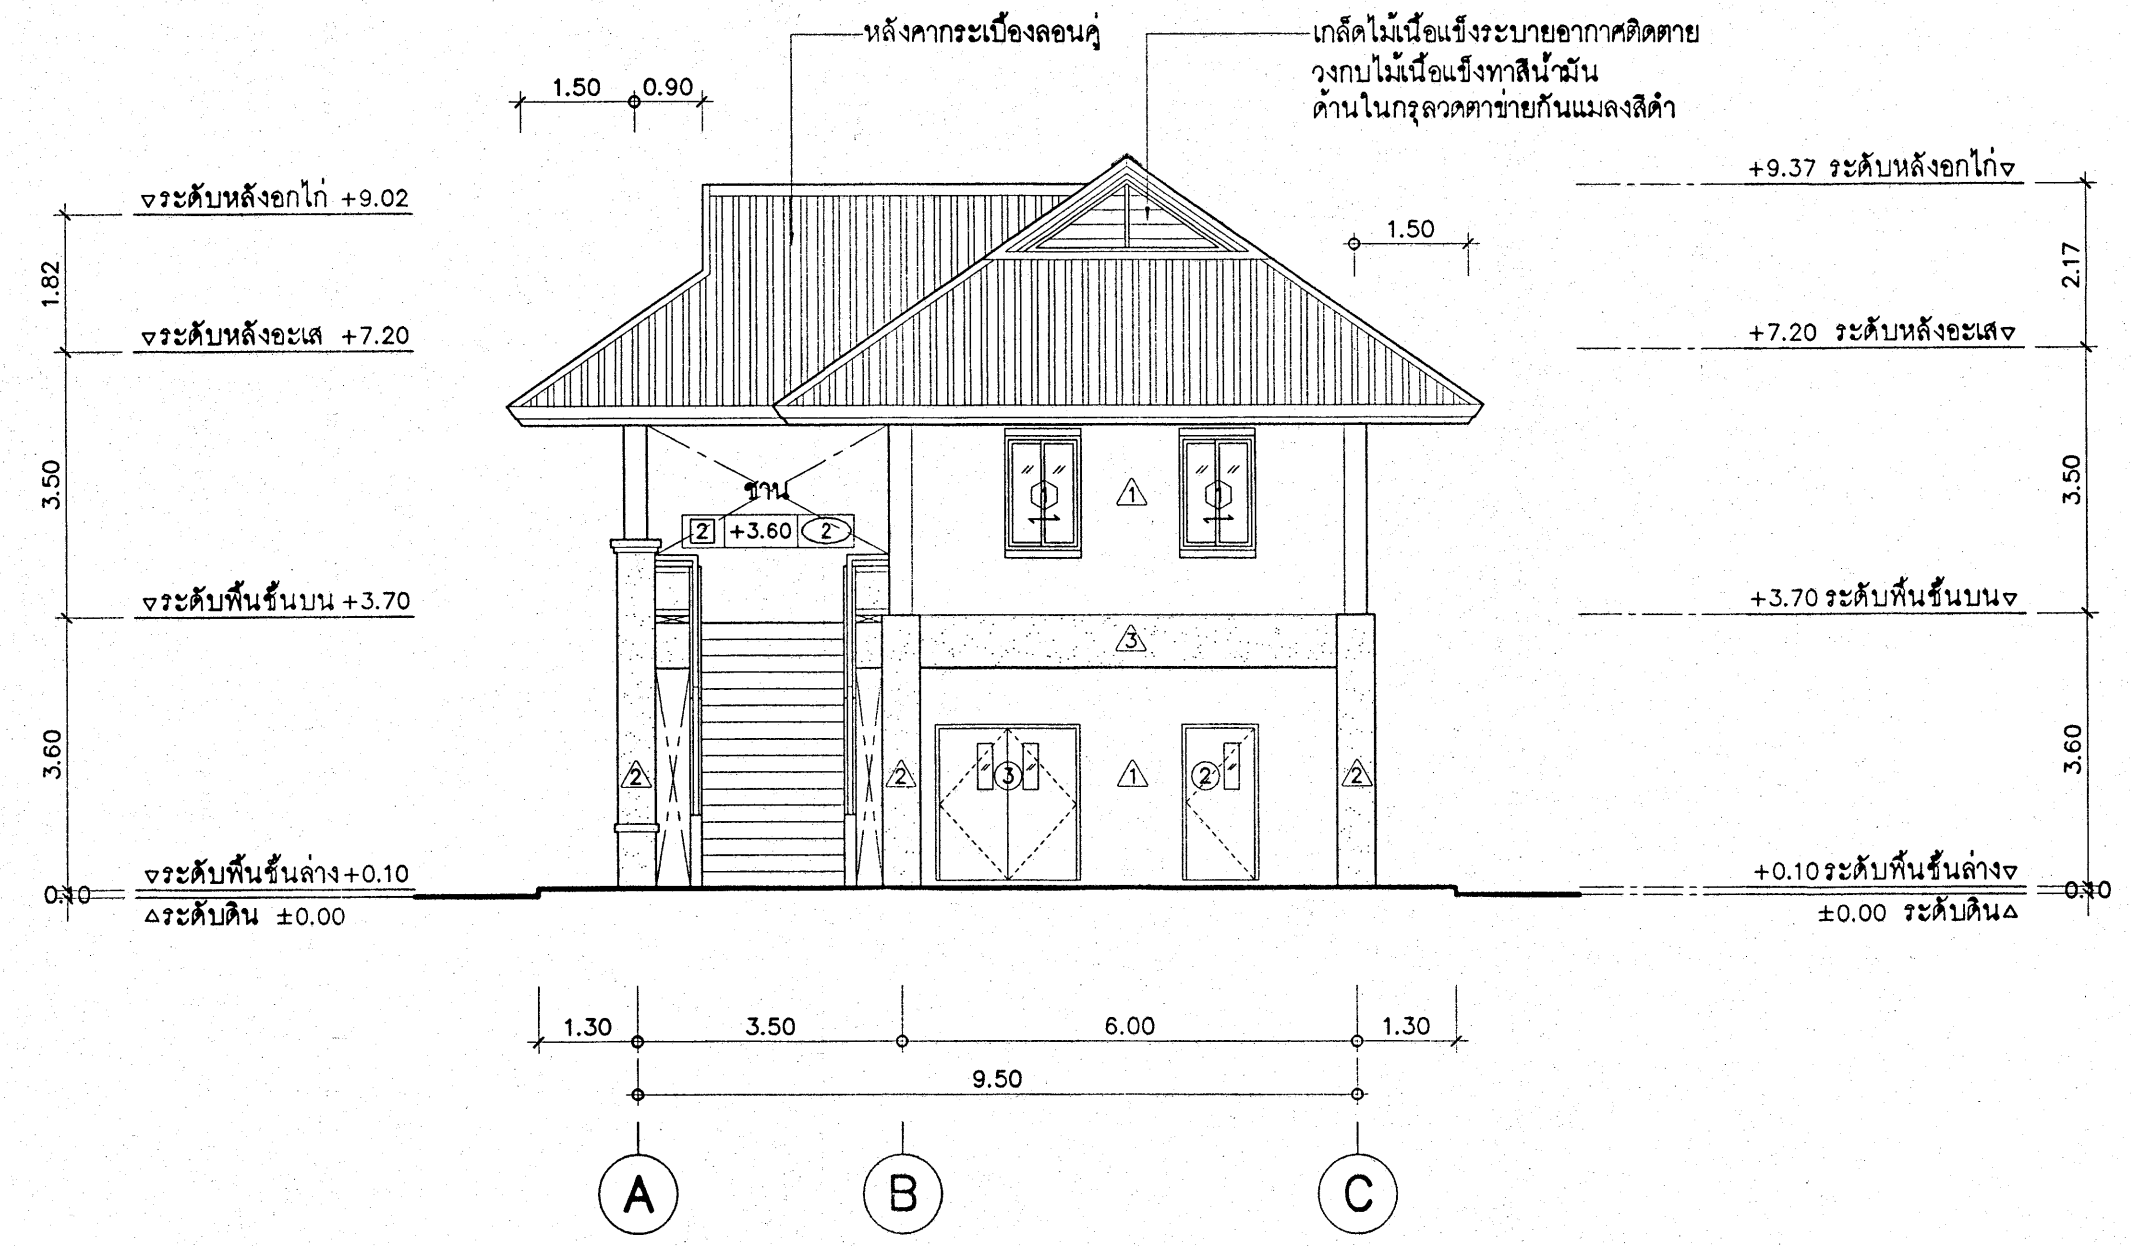 หลังคากระเบื้องลอนคู่
เกล็ดไม้เนื้อแข็งระบายอากาศติดตาย
วงกบไม้เนื้อแข็งทาสีน้ำมัน
ด้านในกรุลวดตาข่ายกันแมลงสีดำ
1.50 0.90
+9.37 ระดับหลังอกไก่
ระดับหลังอกไก่ +9.02
1.50
1.82
2.17
ระดับหลังอะเส +7.20
+7.20 ระดับหลังอะเส
3.50
3.50
ชาน
1 1 1
2 +3.60 2
ระดับพื้นชั้นบน +3.70
+3.70 ระดับพื้นชั้นบน
3
3.60
3.60
2 2 3 1 2 2
ระดับพื้นชั้นล่าง +0.10
+0.10 ระดับพื้นชั้นล่าง
0.10
0.10
ระดับดิน ±0.00
±0.00 ระดับดิน
1.30 3.50 6.00 1.30
9.50
A B C